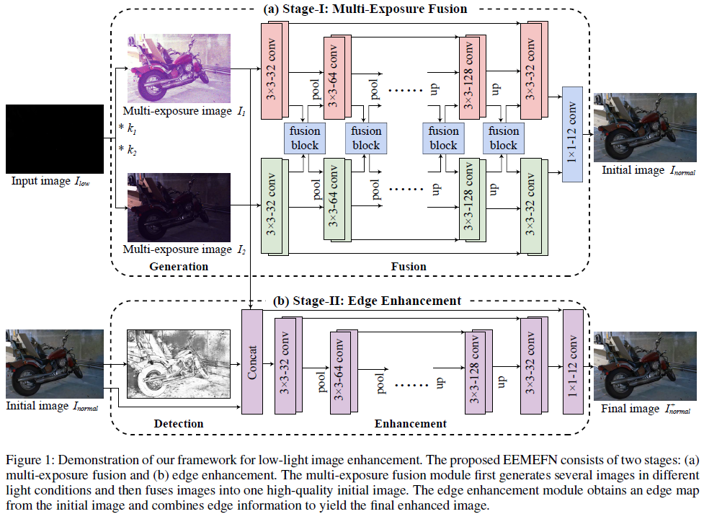 (a) Stage-I: Multi-Exposure Fusion
Input image I_low
* k_1
* k_2
Multi-exposure image I_1
Multi-exposure image I_2
Generation
3×3-32 conv
pool
3×3-64 conv
pool
......
up
3×3-128 conv
up
3×3-32 conv
fusion block
fusion block
fusion block
fusion block
3×3-32 conv
pool
3×3-64 conv
pool
......
up
3×3-128 conv
up
3×3-32 conv
Fusion
1×1-12 conv
Initial image I_normal
(b) Stage-II: Edge Enhancement
Initial image I_normal
Detection
Concat
3×3-32 conv
pool
3×3-64 conv
pool
......
up
3×3-128 conv
up
3×3-32 conv
1×1-12 conv
Enhancement
Final image I^~_normal
Figure 1: Demonstration of our framework for low-light image enhancement. The proposed EEMEFN consists of two stages: (a)
multi-exposure fusion and (b) edge enhancement. The multi-exposure fusion module first generates several images in different
light conditions and then fuses images into one high-quality initial image. The edge enhancement module obtains an edge map
from the initial image and combines edge information to yield the final enhanced image.